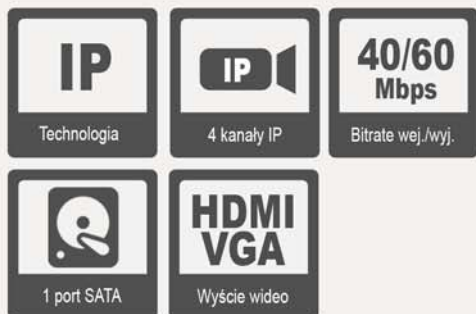 IP
Technologia
IP
4 kanały IP
40/60
Mbps
Bitrate wej./wyj.
1 port SATA
HDMI
VGA
Wyście wideo